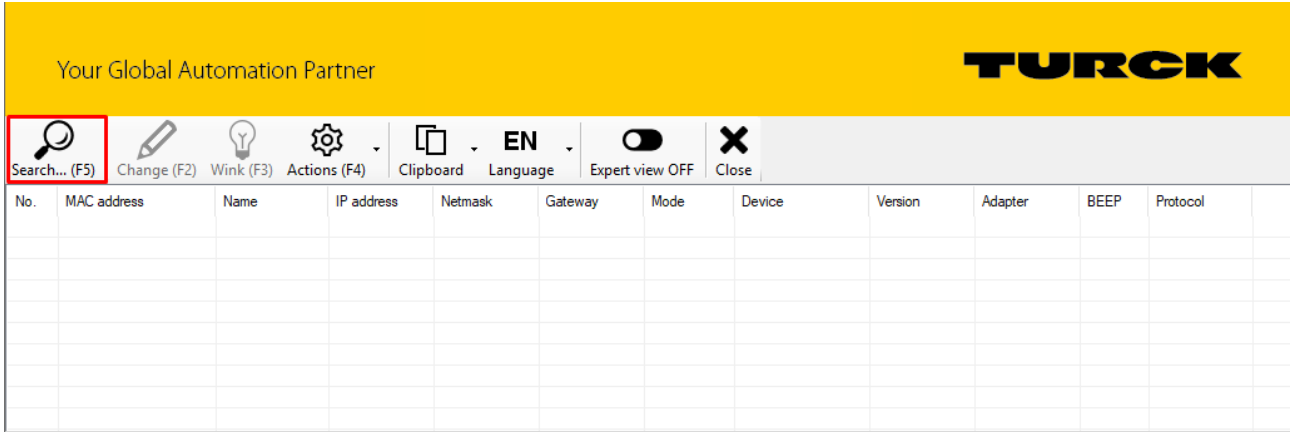 Your Global Automation Partner
TURCK
EN
Search... (F5) Change (F2) Wink (F3) Actions (F4) Clipboard Language Expert view OFF Close
No. MAC address Name IP address Netmask Gateway Mode Device Version Adapter BEEP Protocol